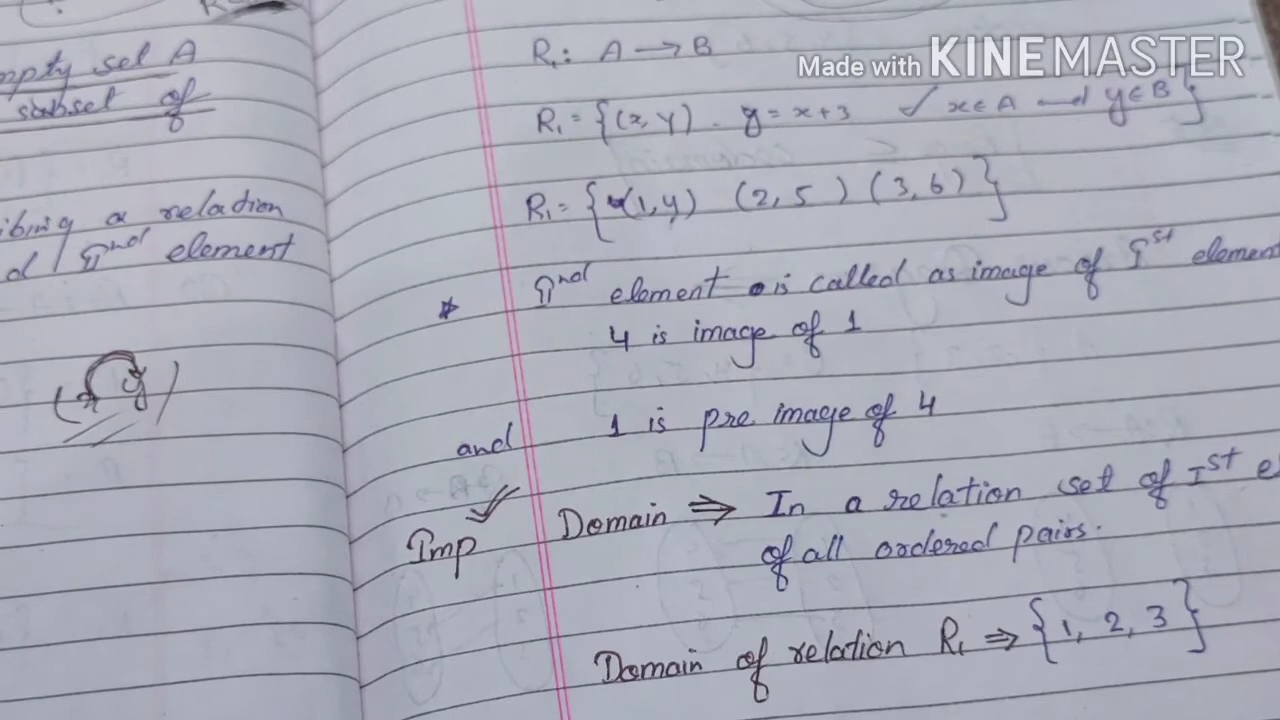 mpty set A
subset of
ibing a relation
d / IInd element
(x y)
R₁: A → B
Made with KINEMASTER
R₁ = {(x, y) . y = x+3 x∈A and y∈B}
R₁ = {(1,4) (2,5) (3,6)}
* IInd element is called as image of Ist element
4 is image of 1
and 1 is pre image of 4
Imp Domain ⇒ In a relation set of Ist e
of all ordered pairs.
Domain of relation R₁ ⇒ {1, 2, 3}